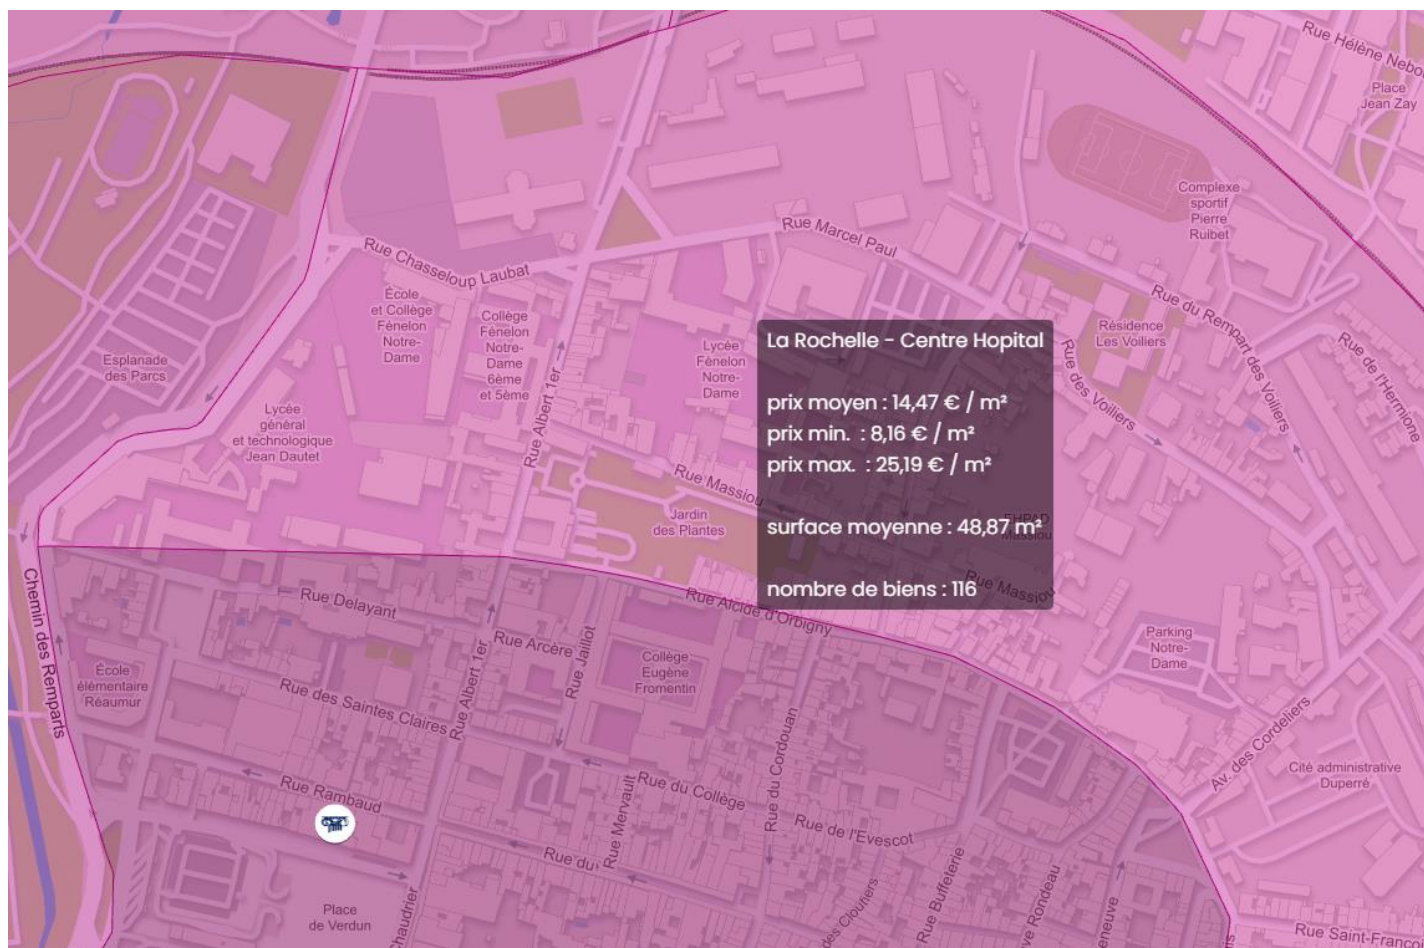 Rue Hélène Nebo
Place
Jean Zay
Complexe
sportif
Pierre
Ruibet
Rue Marcel Paul
Rue Chasseloup Laubat
École
et Collège
Fénelon
Notre-
Dame
Collège
Fénelon
Notre-
Dame
6ème
et 5ème
Lycée
Fénelon
Notre-
Dame
Rue du Rempart des Voiliers
Résidence
Les Voiliers
Rue des Voiliers
Rue de l'Hermione
Esplanade
des Parcs
Lycée
général
et technologique
Jean Dautet
Rue Albert 1er
La Rochelle - Centre Hopital
prix moyen : 14,47 € / m²
prix min. : 8,16 € / m²
prix max. : 25,19 € / m²
surface moyenne : 48,87 m²
nombre de biens : 116
Rue Massiou
Jardin
des Plantes
EHPAD
Massiou
Rue Massiou
Rue Alcide d'Orbigny
Chemin des Remparts
Rue Delayant
Rue Arcère
Rue Jaillot
Collège
Eugène
Fromentin
Parking
Notre-
Dame
École
élémentaire
Réaumur
Rue des Saintes Claires
Rue Albert 1er
Rue du Cordouan
Av. des Cordeliers
Cité administrative
Duperré
Rue Rambaud
Rue du Collège
Rue Mervault
Rue de l'Evescot
Rue du
Rue Buffeterie
des Cloutiers
ve Rondeau
eneuve
Place
de Verdun
chaudrier
Rue Saint-Franço